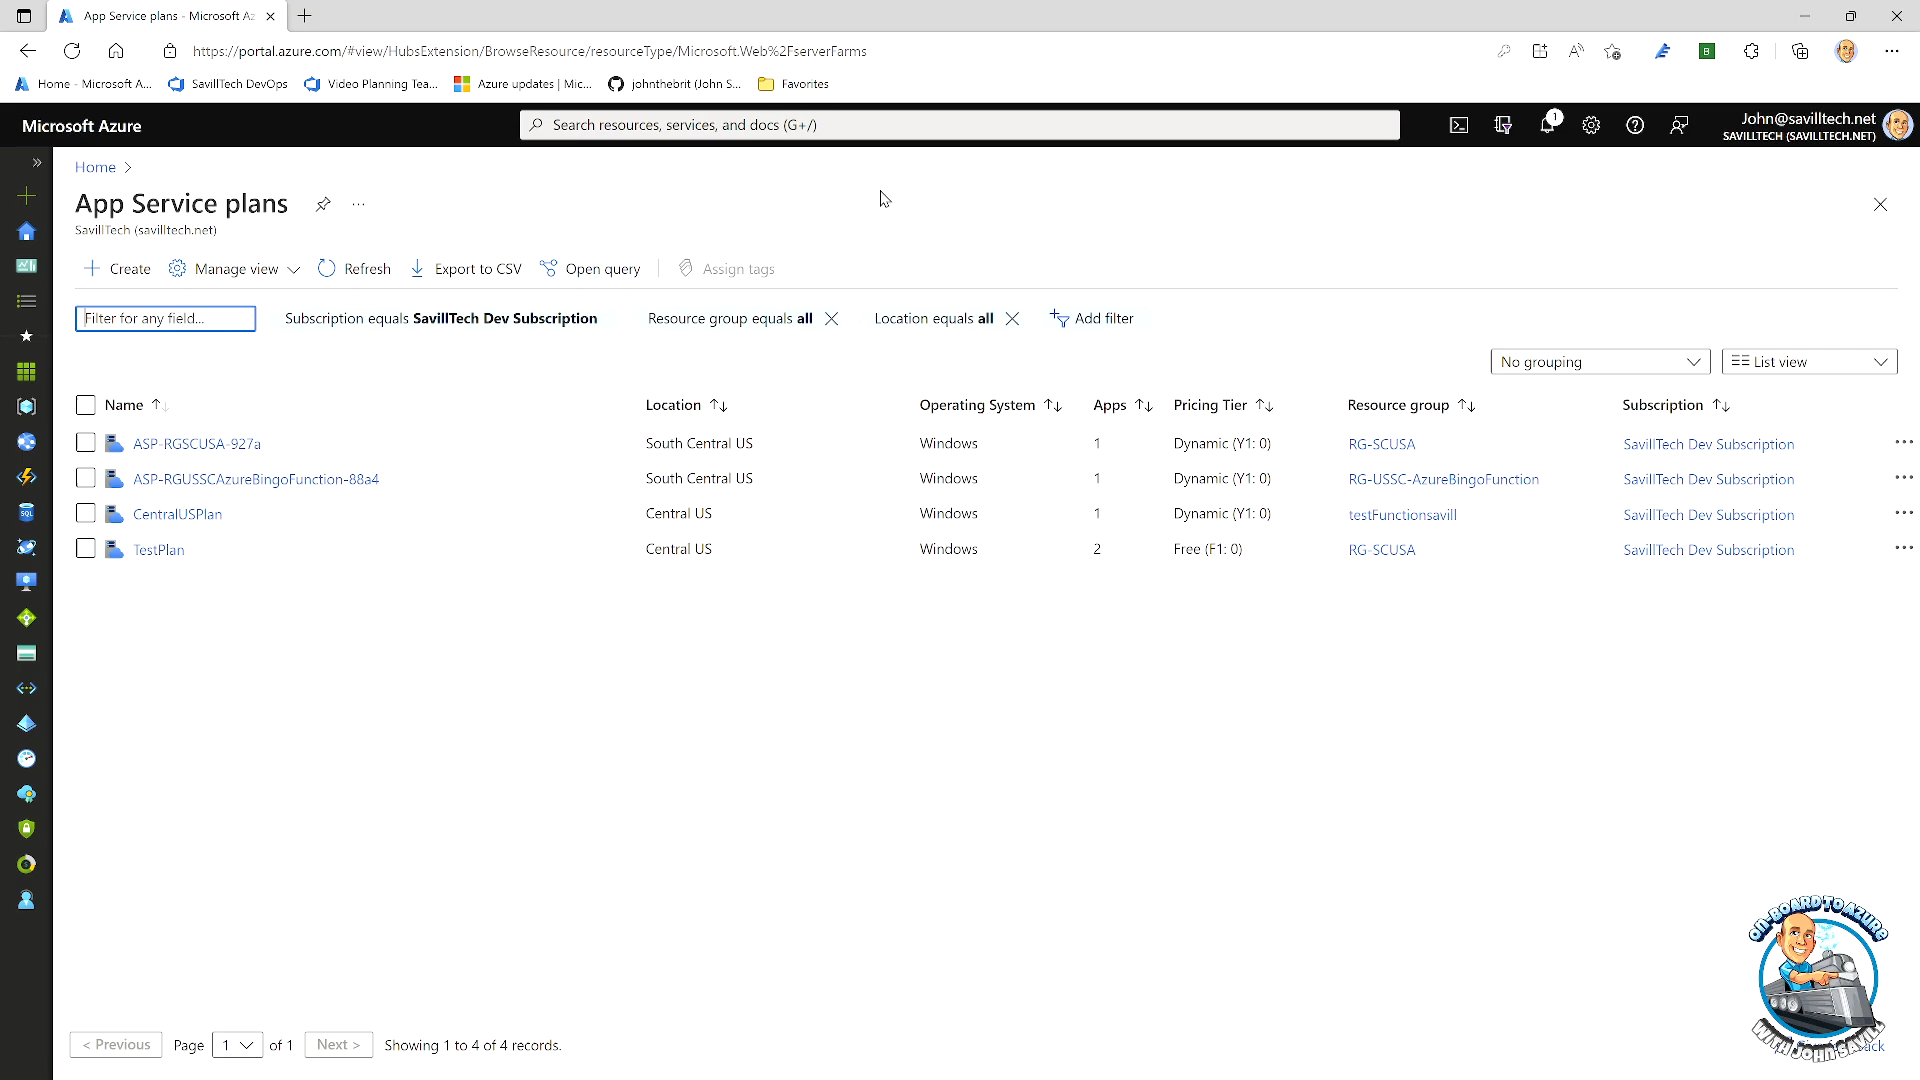 App Service plans - Microsoft Az
https://portal.azure.com/#view/HubsExtension/BrowseResource/resourceType/Microsoft.Web%2FserverFarms
Home - Microsoft A... SavillTech DevOps Video Planning Tea... Azure updates | Mic... johnthebrit (John S... Favorites
Microsoft Azure Search resources, services, and docs (G+/) 1 John@savilltech.net
SAVILLTECH (SAVILLTECH.NET)
Home >
App Service plans ...
SavillTech (savilltech.net)
Create Manage view Refresh Export to CSV Open query Assign tags
Filter for any field... Subscription equals SavillTech Dev Subscription Resource group equals all Location equals all Add filter
No grouping List view
Name Location Operating System Apps Pricing Tier Resource group Subscription
ASP-RGSCUSA-927a South Central US Windows 1 Dynamic (Y1: 0) RG-SCUSA SavillTech Dev Subscription ...
ASP-RGUSSCAzureBingoFunction-88a4 South Central US Windows 1 Dynamic (Y1: 0) RG-USSC-AzureBingoFunction SavillTech Dev Subscription ...
CentralUSPlan Central US Windows 1 Dynamic (Y1: 0) testFunctionsavill SavillTech Dev Subscription ...
TestPlan Central US Windows 2 Free (F1: 0) RG-SCUSA SavillTech Dev Subscription ...
ON-BOARD TO AZURE
WITH JOHN SAVILL
< Previous Page 1 of 1 Next > Showing 1 to 4 of 4 records.